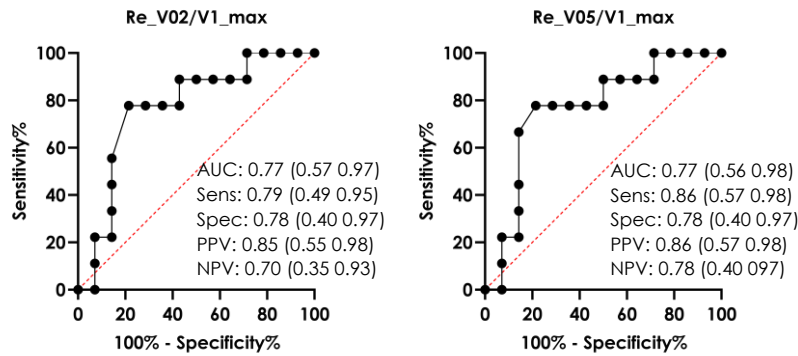 Re_V02/V1_max
100
80
60
40
20
0
Sensitivity%
AUC: 0.77 (0.57 0.97)
Sens: 0.79 (0.49 0.95)
Spec: 0.78 (0.40 0.97)
PPV: 0.85 (0.55 0.98)
NPV: 0.70 (0.35 0.93)
0 20 40 60 80 100
100% - Specificity%
Re_V05/V1_max
100
80
60
40
20
0
Sensitivity%
AUC: 0.77 (0.56 0.98)
Sens: 0.86 (0.57 0.98)
Spec: 0.78 (0.40 0.97)
PPV: 0.86 (0.57 0.98)
NPV: 0.78 (0.40 097)
0 20 40 60 80 100
100% - Specificity%